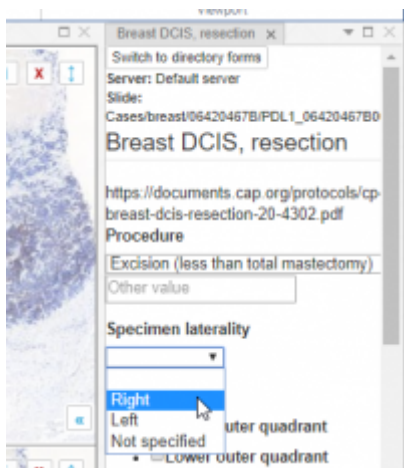 viewport
Breast DCIS, resection x
Switch to directory forms
Server: Default server
Slide:
Cases/breast/06420467B/PDL1_06420467B0
Breast DCIS, resection
https://documents.cap.org/protocols/cp
breast-dcis-resection-20-4302.pdf
Procedure
Excision (less than total mastectomy)
Other value
Specimen laterality
Right
Left
Not specified
uter quadrant
Lower outer quadrant
X
«